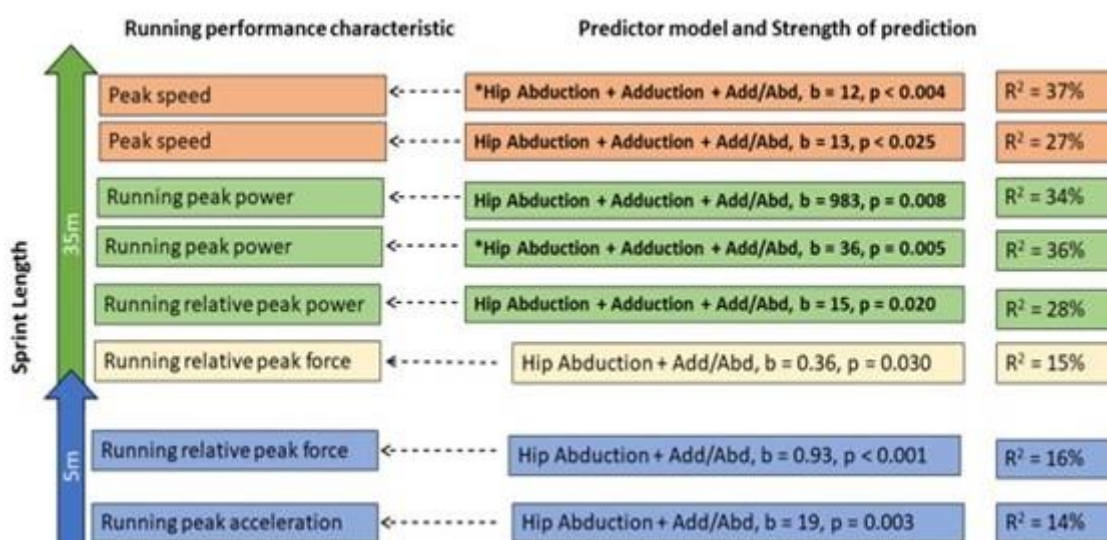 Running performance characteristic Predictor model and Strength of prediction
Peak speed *Hip Abduction + Adduction + Add/Abd, b = 12, p < 0.004 R² = 37%
Peak speed Hip Abduction + Adduction + Add/Abd, b = 13, p < 0.025 R² = 27%
Running peak power Hip Abduction + Adduction + Add/Abd, b = 983, p = 0.008 R² = 34%
Running peak power *Hip Abduction + Adduction + Add/Abd, b = 36, p = 0.005 R² = 36%
Running relative peak power Hip Abduction + Adduction + Add/Abd, b = 15, p = 0.020 R² = 28%
Running relative peak force Hip Abduction + Add/Abd, b = 0.36, p = 0.030 R² = 15%
Running relative peak force Hip Abduction + Add/Abd, b = 0.93, p < 0.001 R² = 16%
Running peak acceleration Hip Abduction + Add/Abd, b = 19, p = 0.003 R² = 14%
Sprint Length
35m
5m